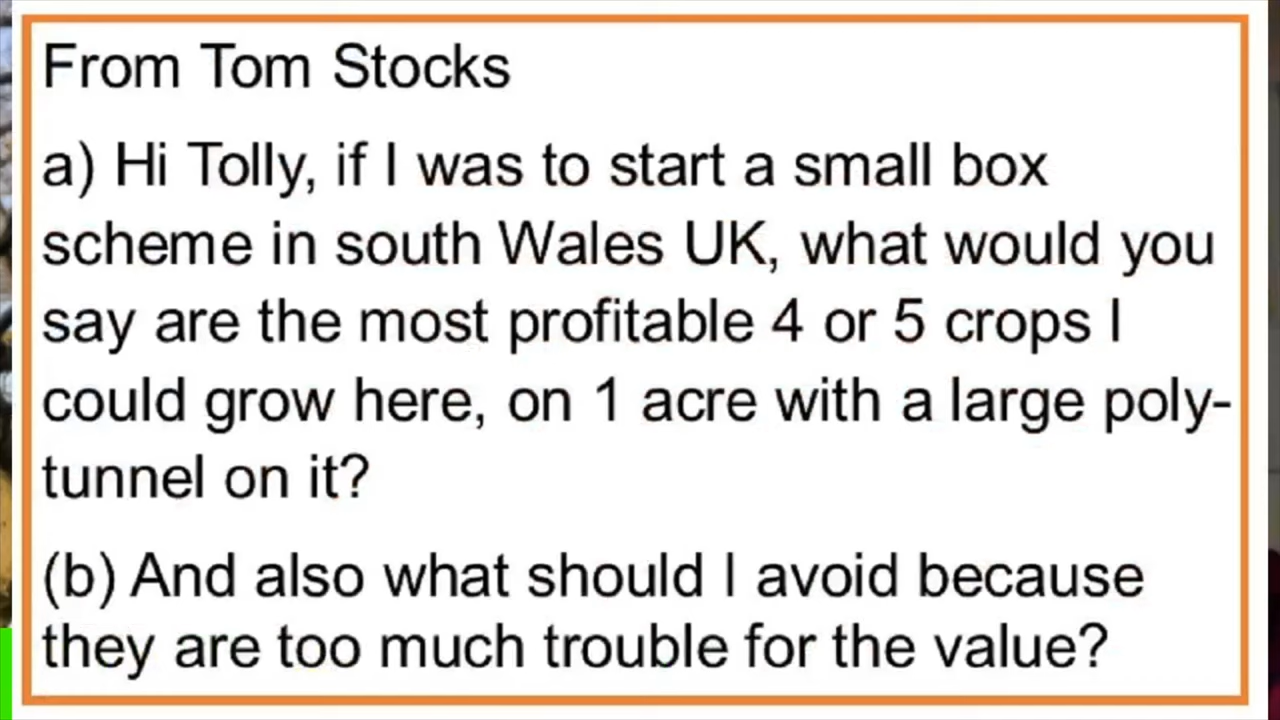 From Tom Stocks
a) Hi Tolly, if I was to start a small box
scheme in south Wales UK, what would you
say are the most profitable 4 or 5 crops I
could grow here, on 1 acre with a large poly-
tunnel on it?
(b) And also what should I avoid because
they are too much trouble for the value?